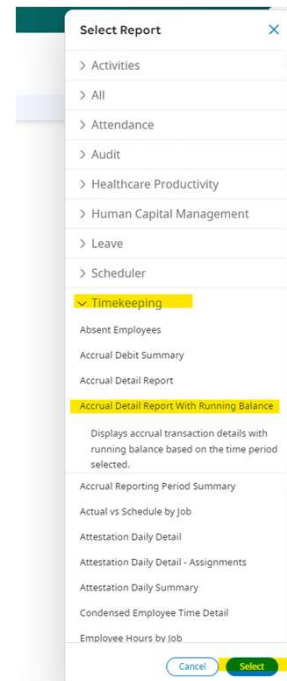 Select Report
Activities
All
Attendance
Audit
Healthcare Productivity
Human Capital Management
Leave
Scheduler
Timekeeping
Absent Employees
Accrual Debit Summary
Accrual Detail Report
Accrual Detail Report With Running Balance
Displays accrual transaction details with
running balance based on the time period
selected.
Accrual Reporting Period Summary
Actual vs Schedule by Job
Attestation Daily Detail
Attestation Daily Detail - Assignments
Attestation Daily Summary
Condensed Employee Time Detail
Employee Hours by Job
Cancel Select